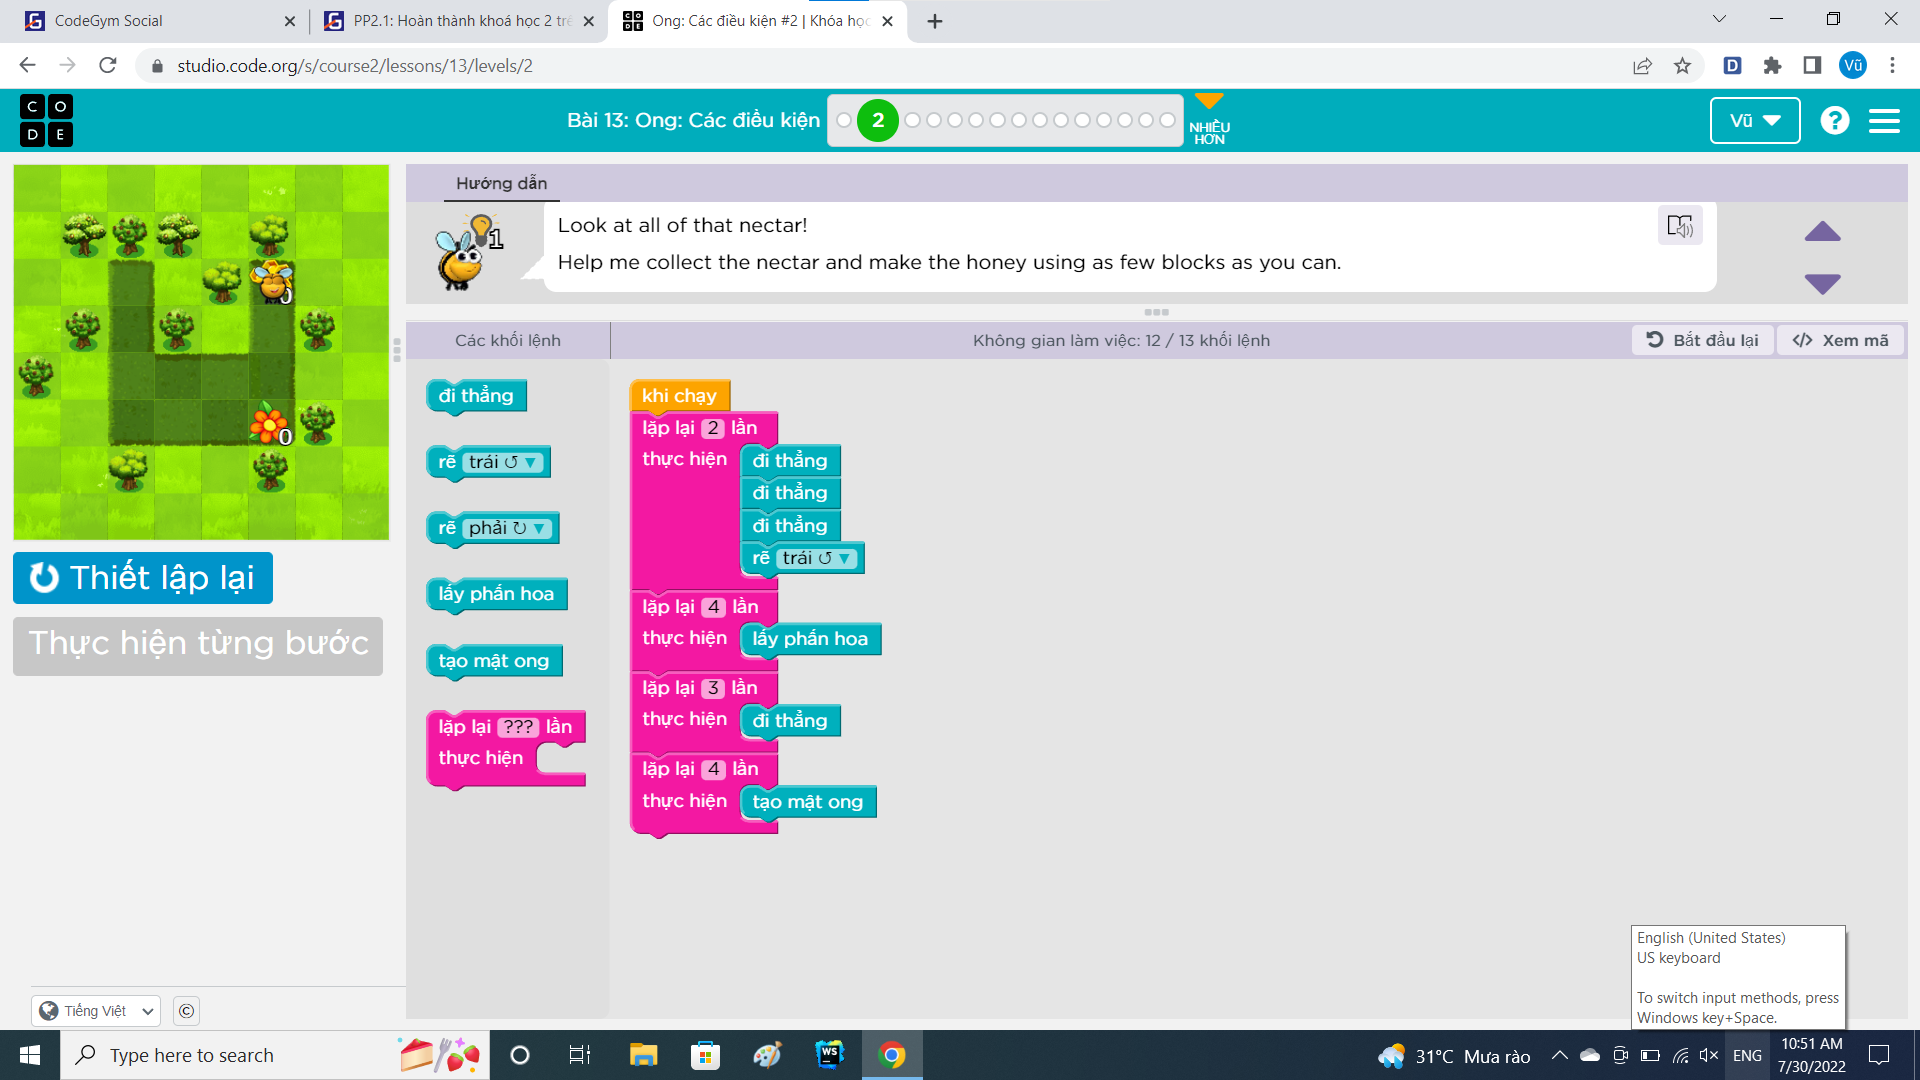 CodeGym Social
PP2.1: Hoàn thành khoá học 2 trê
Ong: Các điều kiện #2 | Khóa học
studio.code.org/s/course2/lessons/13/levels/2
D
Vũ
C O
D E
Bài 13: Ong: Các điều kiện
2
NHIỀU
HƠN
Vũ
?
Hướng dẫn
1
Look at all of that nectar!
Help me collect the nectar and make the honey using as few blocks as you can.
0
0
Các khối lệnh
Không gian làm việc: 12 / 13 khối lệnh
Bắt đầu lại
</> Xem mã
đi thẳng
rẽ trái ↺ ▼
rẽ phải ↻ ▼
lấy phấn hoa
tạo mật ong
lặp lại ??? lần
thực hiện
khi chạy
lặp lại 2 lần
thực hiện đi thẳng
đi thẳng
đi thẳng
rẽ trái ↺ ▼
lặp lại 4 lần
thực hiện lấy phấn hoa
lặp lại 3 lần
thực hiện đi thẳng
lặp lại 4 lần
thực hiện tạo mật ong
Thiết lập lại
Thực hiện từng bước
Tiếng Việt
©
English (United States)
US keyboard
To switch input methods, press
Windows key+Space.
Type here to search
WS
31°C Mưa rào
ENG
10:51 AM
7/30/2022